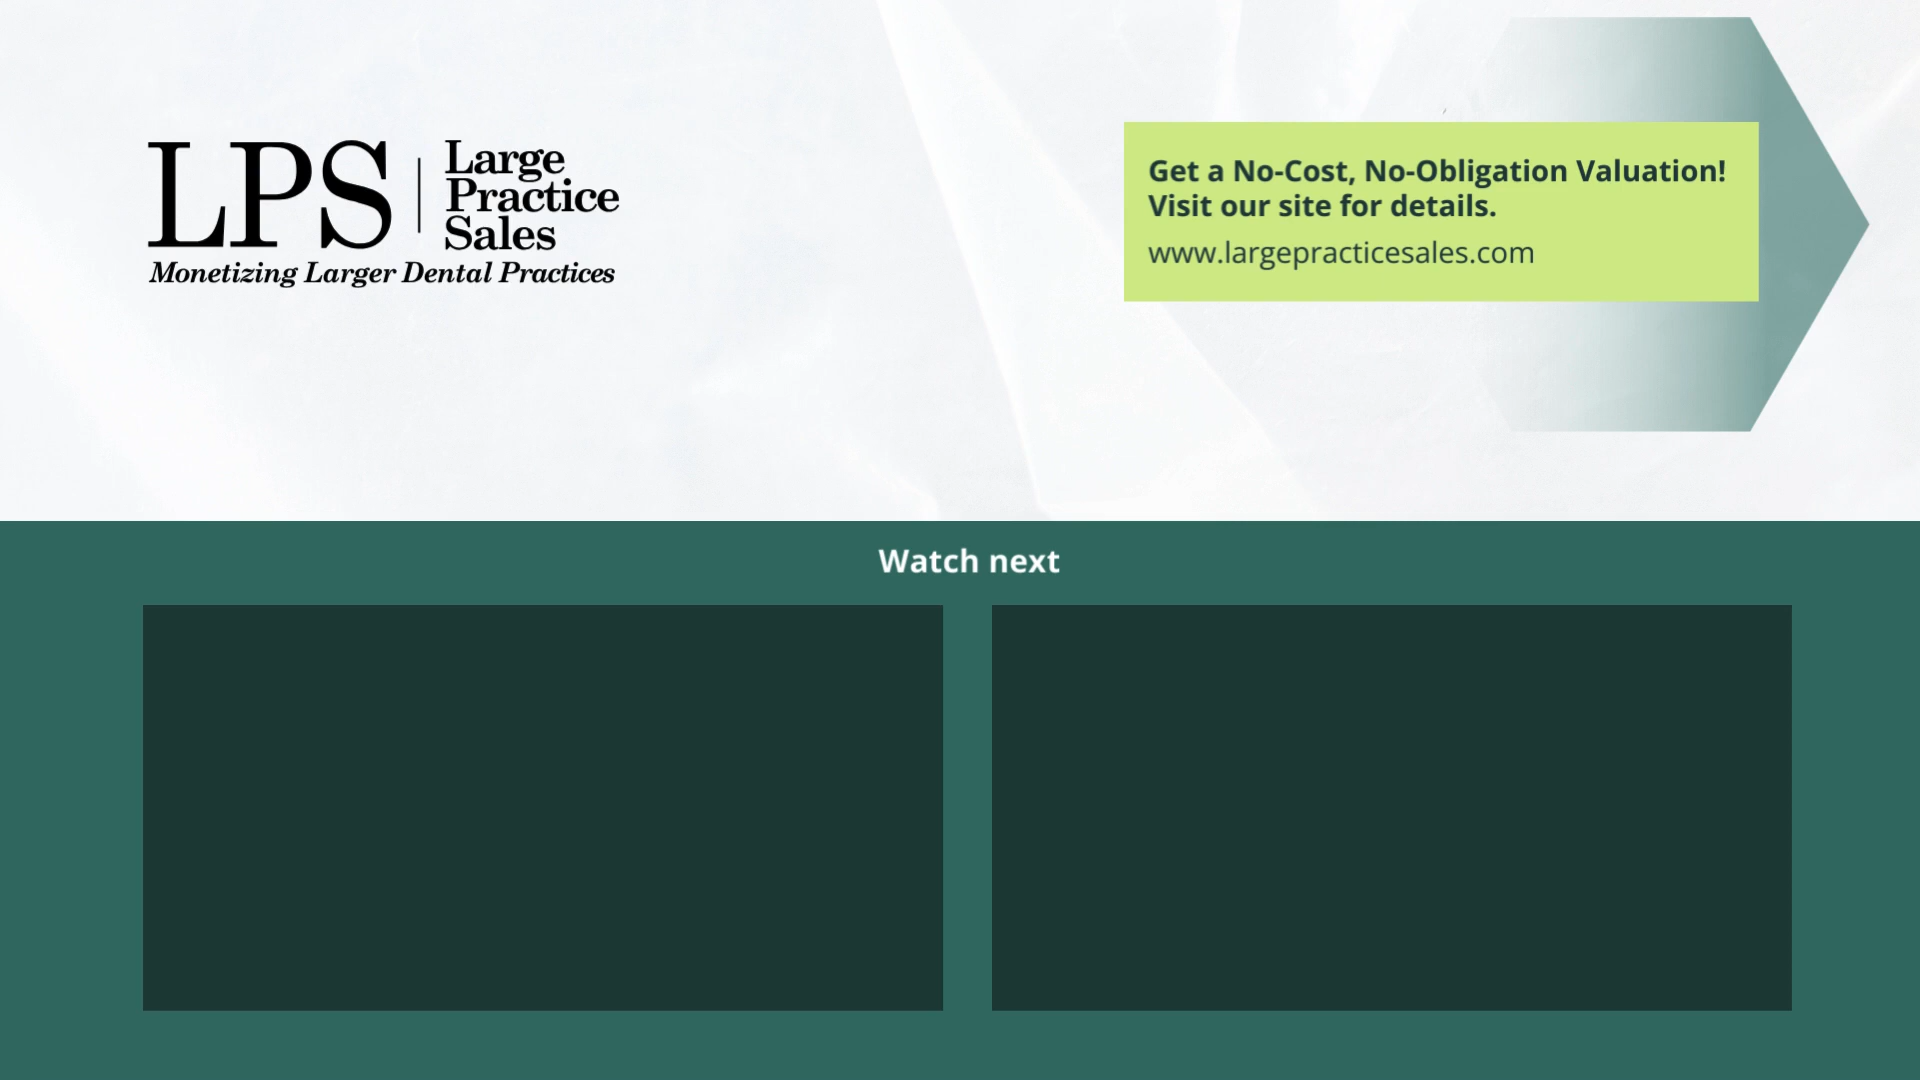 LPS
Large
Practice
Sales
Monetizing Larger Dental Practices
Get a No-Cost, No-Obligation Valuation!
Visit our site for details.
www.largepracticesales.com
Watch next